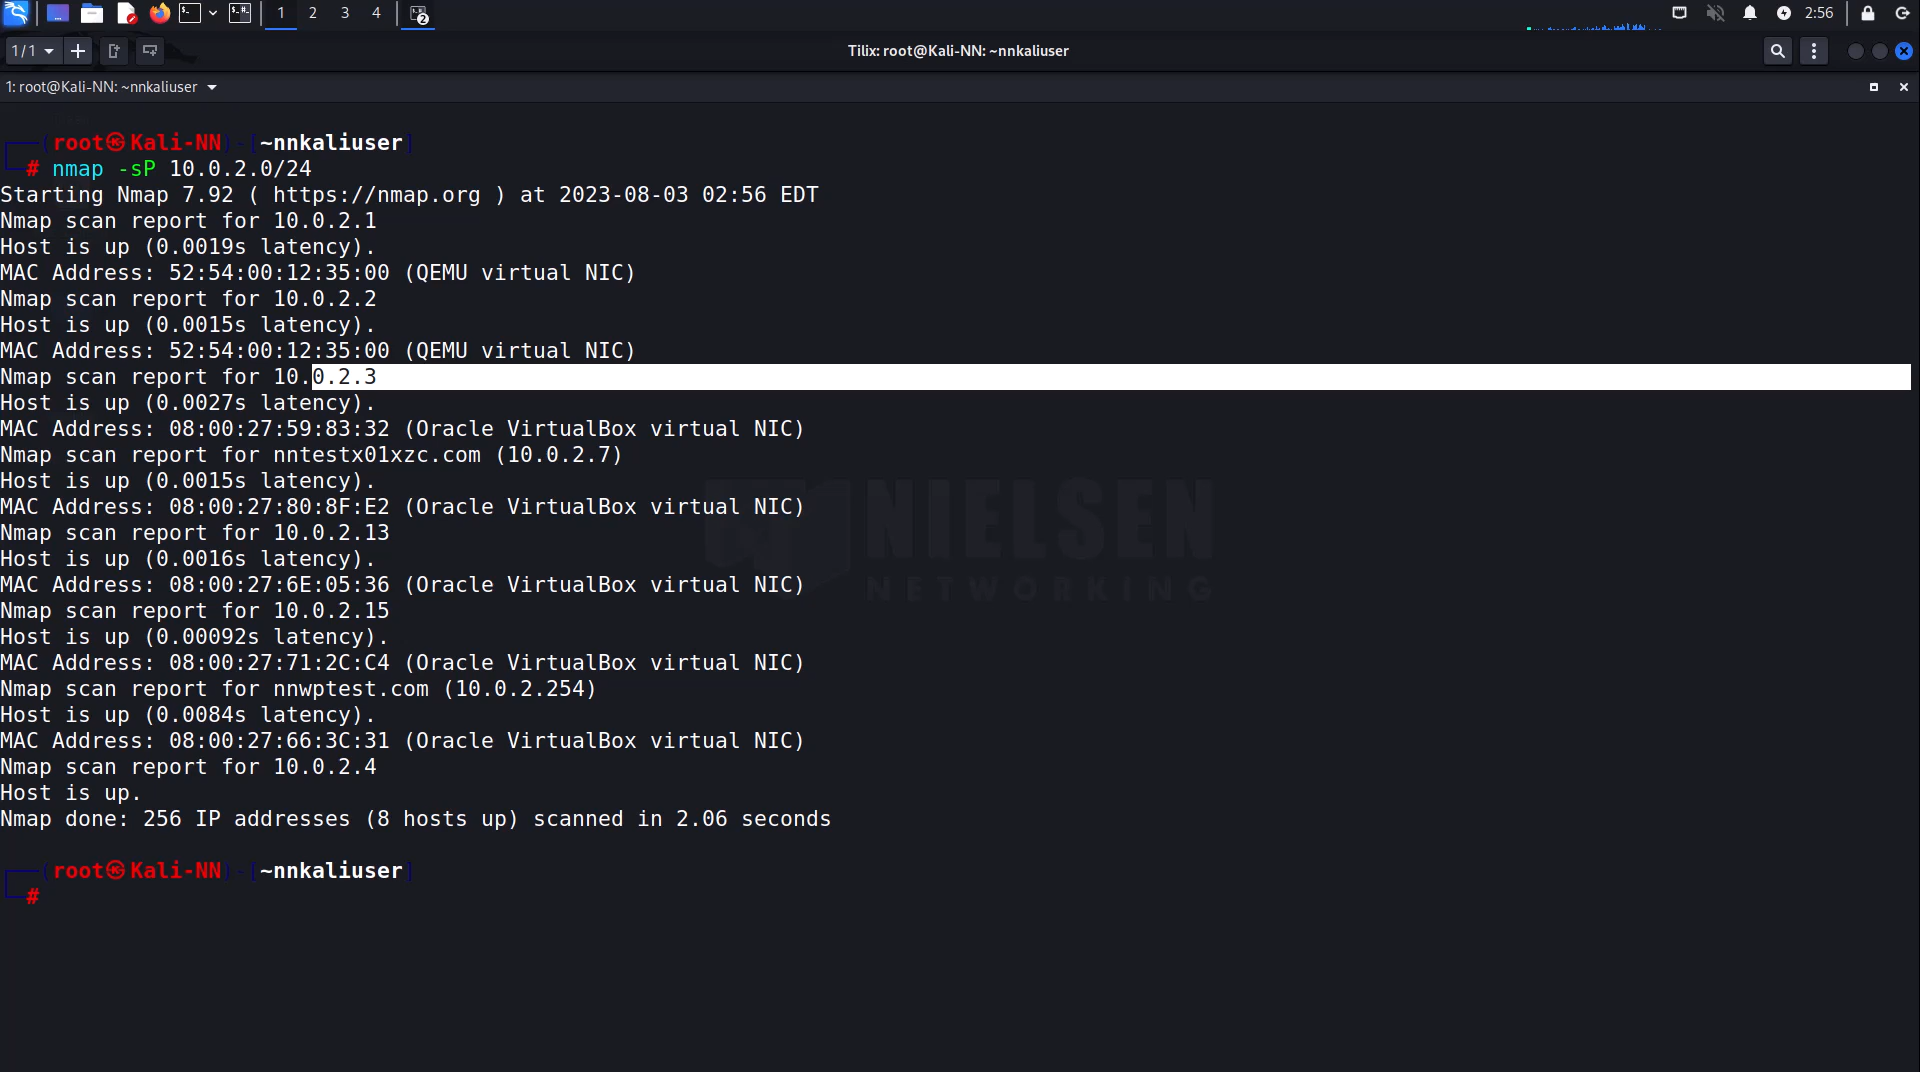 1 2 3 4 2 2:56
1/1 Tilix: root@Kali-NN: ~nnkaliuser
1: root@Kali-NN: ~nnkaliuser
(root㉿Kali-NN)-[~nnkaliuser]
# nmap -sP 10.0.2.0/24
Starting Nmap 7.92 ( https://nmap.org ) at 2023-08-03 02:56 EDT
Nmap scan report for 10.0.2.1
Host is up (0.0019s latency).
MAC Address: 52:54:00:12:35:00 (QEMU virtual NIC)
Nmap scan report for 10.0.2.2
Host is up (0.0015s latency).
MAC Address: 52:54:00:12:35:00 (QEMU virtual NIC)
Nmap scan report for 10.0.2.3
Host is up (0.0027s latency).
MAC Address: 08:00:27:59:83:32 (Oracle VirtualBox virtual NIC)
Nmap scan report for nntestx01xzc.com (10.0.2.7)
Host is up (0.0015s latency).
MAC Address: 08:00:27:80:8F:E2 (Oracle VirtualBox virtual NIC)
Nmap scan report for 10.0.2.13
Host is up (0.0016s latency).
MAC Address: 08:00:27:6E:05:36 (Oracle VirtualBox virtual NIC)
Nmap scan report for 10.0.2.15
Host is up (0.00092s latency).
MAC Address: 08:00:27:71:2C:C4 (Oracle VirtualBox virtual NIC)
Nmap scan report for nnwptest.com (10.0.2.254)
Host is up (0.0084s latency).
MAC Address: 08:00:27:66:3C:31 (Oracle VirtualBox virtual NIC)
Nmap scan report for 10.0.2.4
Host is up.
Nmap done: 256 IP addresses (8 hosts up) scanned in 2.06 seconds
(root㉿Kali-NN)-[~nnkaliuser]
#
NIELSEN
NETWORKING